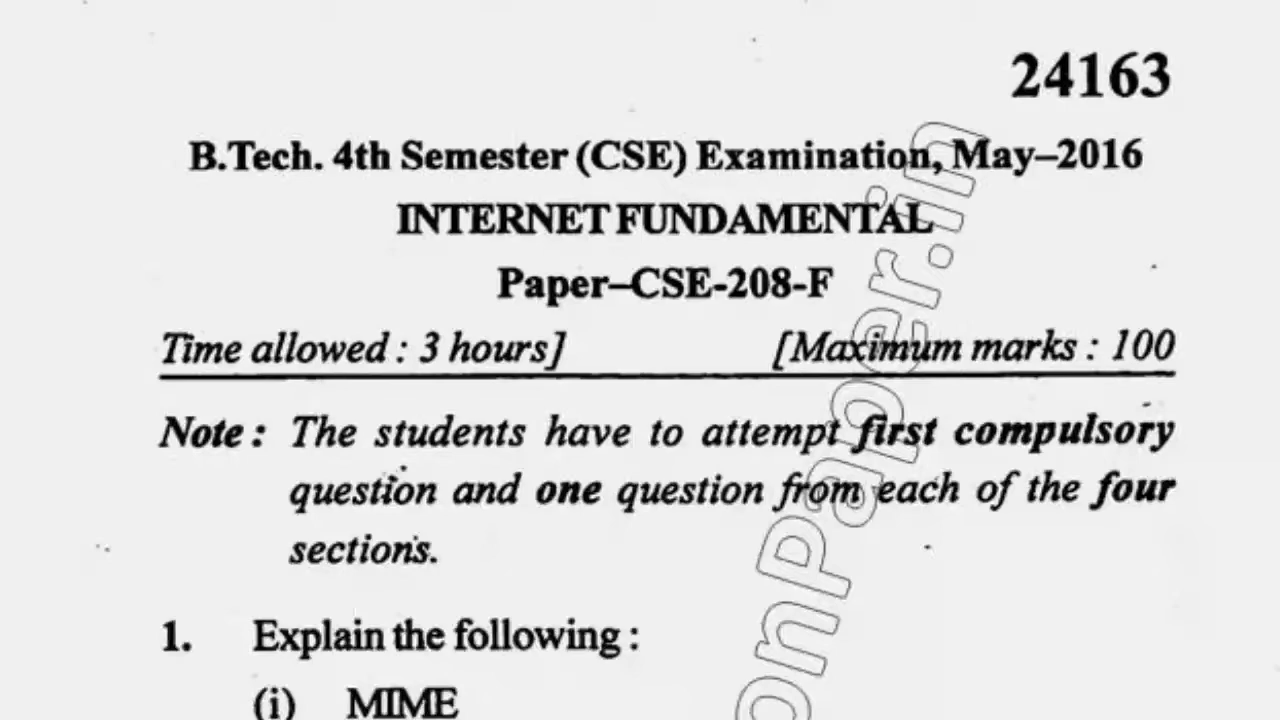 24163
B.Tech. 4th Semester (CSE) Examination, May–2016
INTERNET FUNDAMENTAL
Paper–CSE-208-F
Time allowed : 3 hours] [Maximum marks : 100
Note : The students have to attempt first compulsory
question and one question from each of the four
sections.
1. Explain the following :
(i) MIME
onPaper.in